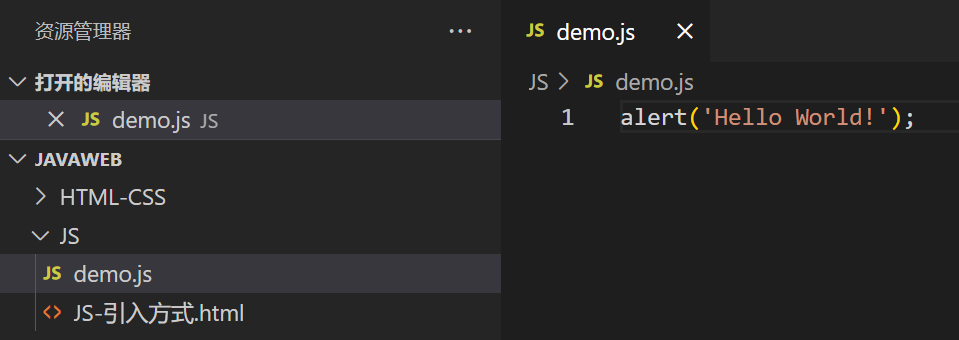 资源管理器
打开的编辑器
JS demo.js JS
JAVAWEB
HTML-CSS
JS
JS demo.js
JS-引入方式.html
JS demo.js
JS JS demo.js
1 alert('Hello World!');